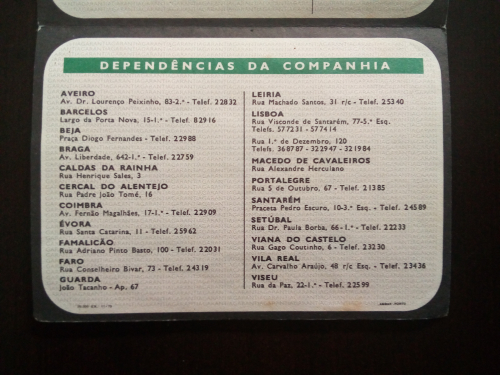 DEPENDÊNCIAS DA COMPANHIA
AVEIRO
Av. Dr. Lourenço Peixinho, 83-2.º - Telef. 22832
BARCELOS
Largo da Porta Nova, 15-1.º - Telef. 82916
BEJA
Praça Diogo Fernandes - Telef. 22988
BRAGA
Av. Liberdade, 642-1.º - Telef. 22759
CALDAS DA RAINHA
Rua Henrique Sales, 3
CERCAL DO ALENTEJO
Rua Padre João Tomé, 16
COIMBRA
Av. Fernão Magalhães, 17-1.º - Telef. 22909
ÉVORA
Rua Santa Catarina, 11 - Telef. 25962
FAMALICÃO
Rua Adriano Pinto Basto, 100 - Telef. 22031
FARO
Rua Conselheiro Bivar, 73 - Telef. 24319
GUARDA
João Tacanho - Ap. 67
LEIRIA
Rua Machado Santos, 31 r/c - Telef. 25340
LISBOA
Rua Visconde de Santarém, 77-5.º Esq.
Telefs. 577231 - 577414
Rua 1.º de Dezembro, 120
Telefs. 368787 - 322947 - 321984
MACEDO DE CAVALEIROS
Rua Alexandre Herculano
PORTALEGRE
Rua 5 de Outubro, 67 - Telef. 21385
SANTARÉM
Praceta Pedro Escuro, 10-3.º Esq. - Telef. 24589
SETÚBAL
Rua Dr. Paula Borba, 66-1.º - Telef. 22233
VIANA DO CASTELO
Rua Gago Coutinho, 6 - Telef. 23230
VILA REAL
Av. Carvalho Araújo, 48 r/c Esq. - Telef. 23436
VISEU
Rua da Paz, 22-1.º - Telef. 22599